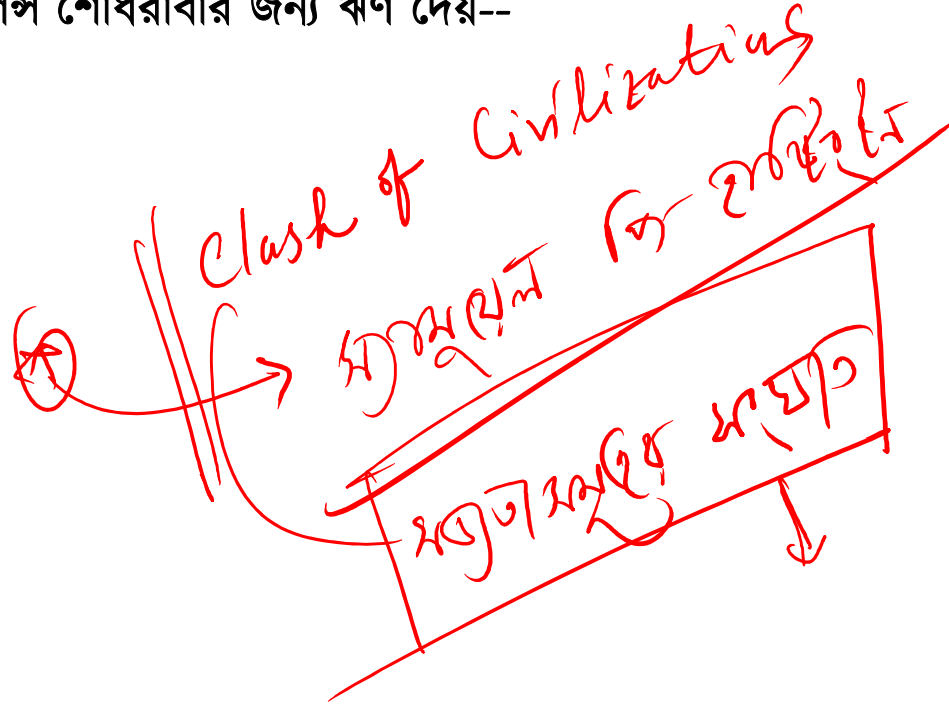 শোধরাবার জন্য ঋণ দেয়--
Clash of Civilizations
স্যামুয়েল পি হান্টিংটন
সভ্যতাসমূহের সংঘাত